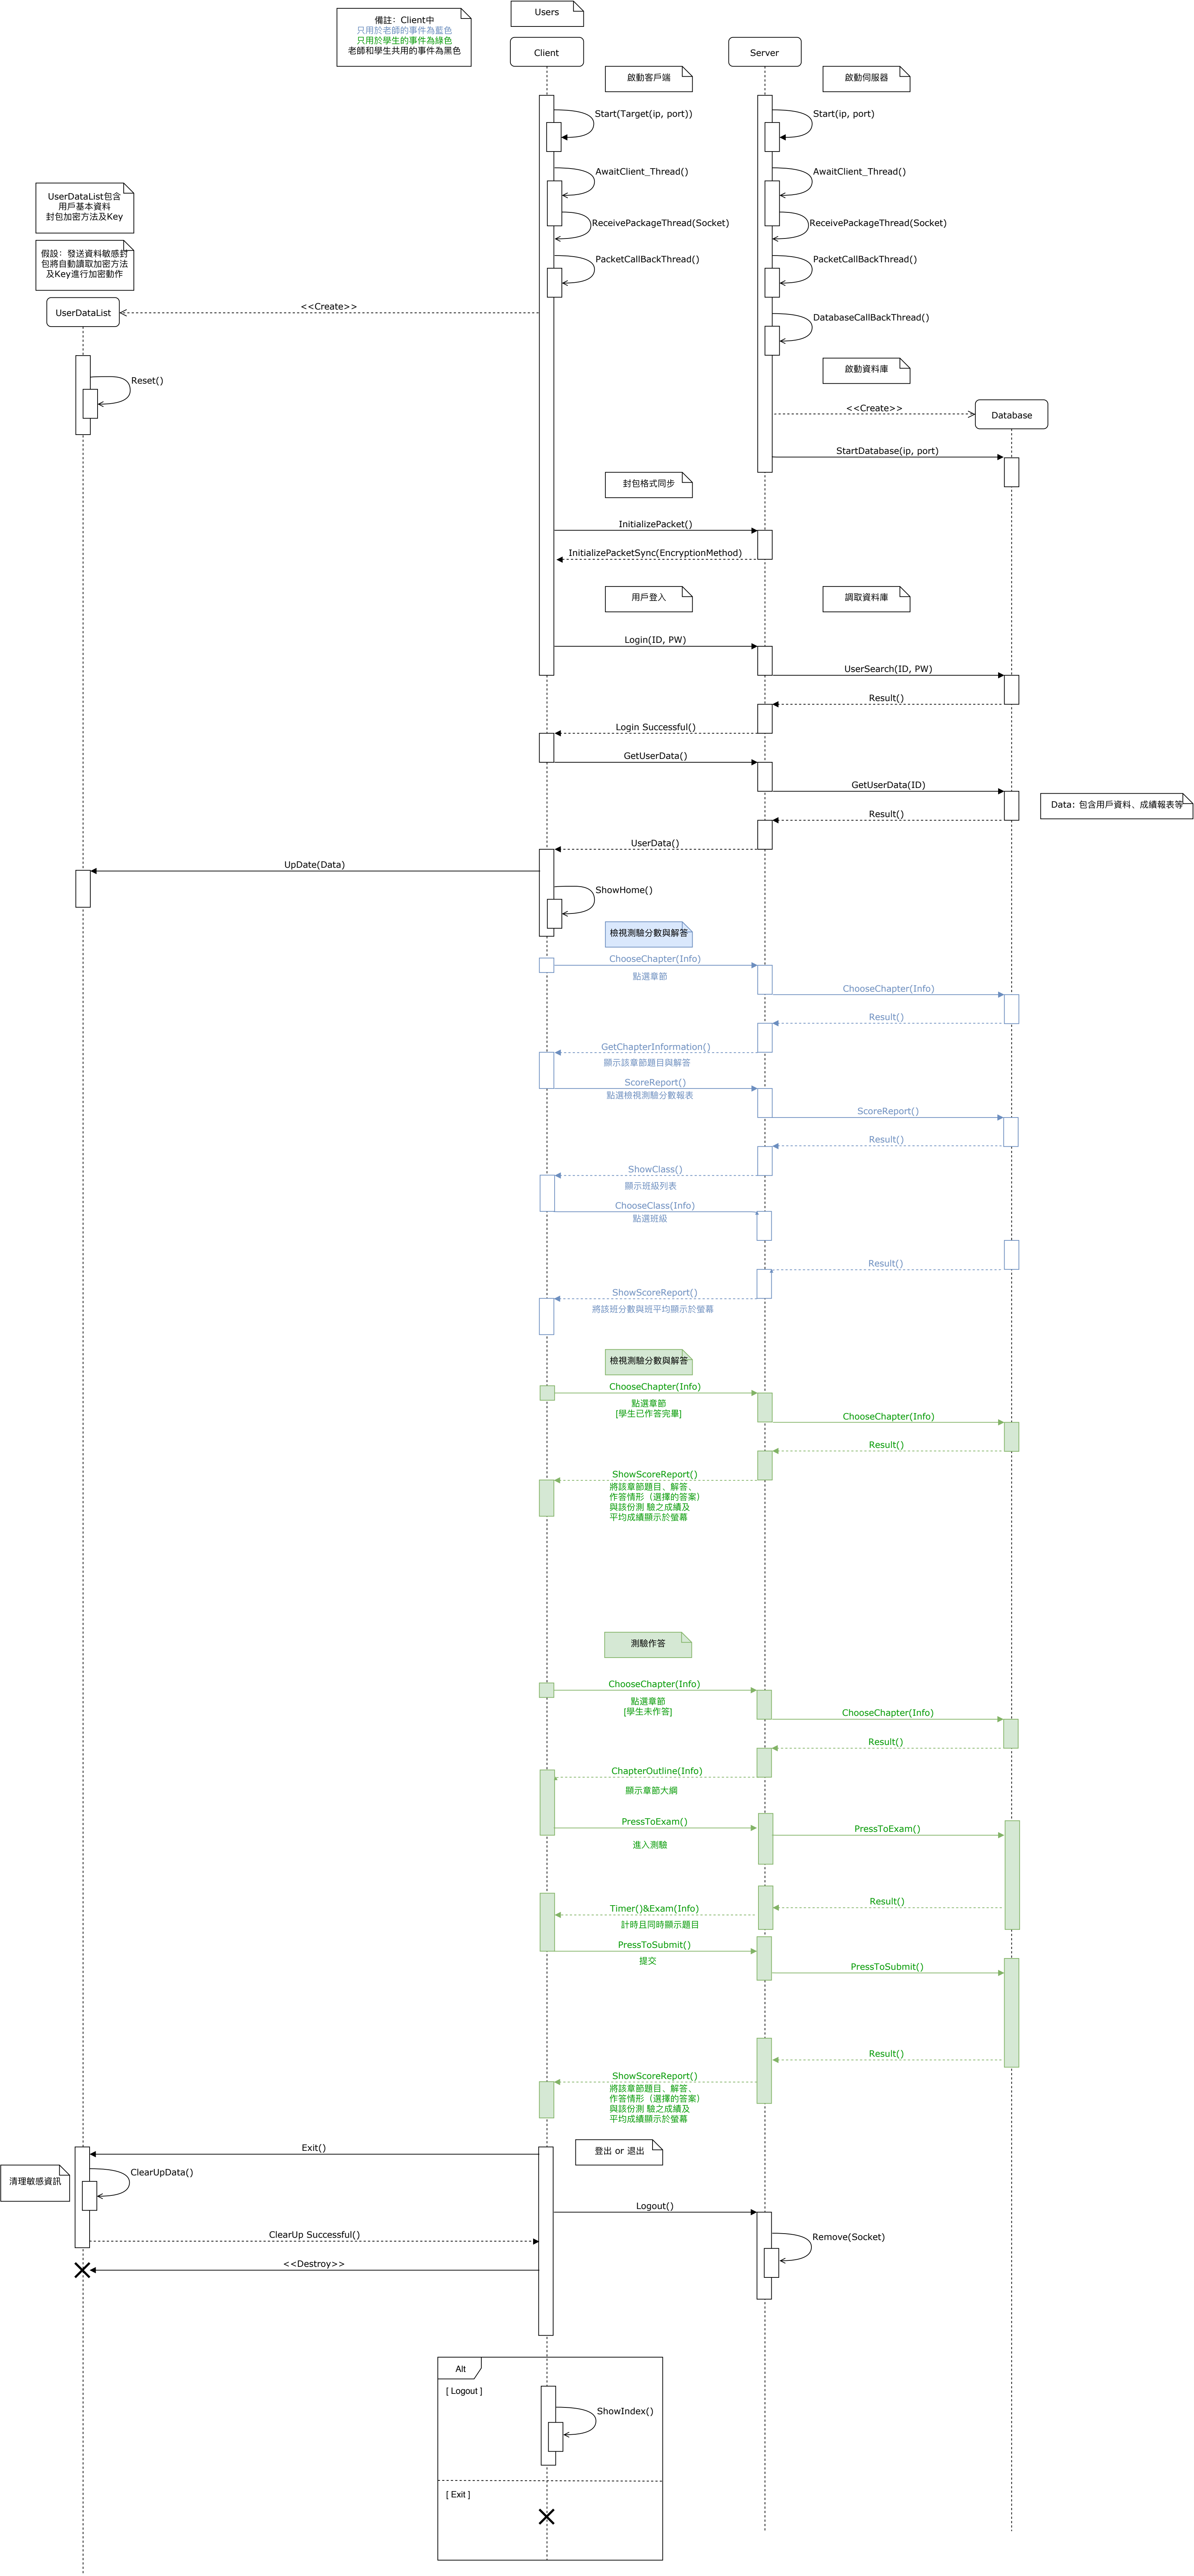 Users
備註：Client中
只用於老師的事件為藍色
只用於學生的事件為綠色
老師和學生共用的事件為黑色
Client
Server
啟動客戶端
啟動伺服器
Start(Target(ip, port))
Start(ip, port)
AwaitClient_Thread()
AwaitClient_Thread()
UserDataList包含
用戶基本資料
封包加密方法及Key
ReceivePackageThread(Socket)
ReceivePackageThread(Socket)
假設：發送資料敏感封
包將自動讀取加密方法
及Key進行加密動作
PacketCallBackThread()
PacketCallBackThread()
<<Create>>
UserDataList
DatabaseCallBackThread()
啟動資料庫
Reset()
<<Create>>
Database
StartDatabase(ip, port)
封包格式同步
InitializePacket()
InitializePacketSync(EncryptionMethod)
用戶登入
調取資料庫
Login(ID, PW)
UserSearch(ID, PW)
Result()
Login Successful()
GetUserData()
GetUserData(ID)
Data：包含用戶資料、成績報表等
Result()
UserData()
UpDate(Data)
ShowHome()
檢視測驗分數與解答
ChooseChapter(Info)
點選章節
ChooseChapter(Info)
Result()
GetChapterInformation()
顯示該章節題目與解答
ScoreReport()
點選檢視測驗分數報表
ScoreReport()
Result()
ShowClass()
顯示班級列表
ChooseClass(Info)
點選班級
Result()
ShowScoreReport()
將該班分數與班平均顯示於螢幕
檢視測驗分數與解答
ChooseChapter(Info)
點選章節
[學生已作答完畢]
ChooseChapter(Info)
Result()
ShowScoreReport()
將該章節題目、解答、
作答情形（選擇的答案）
與該份測 驗之成績及
平均成績顯示於螢幕
測驗作答
ChooseChapter(Info)
點選章節
[學生未作答]
ChooseChapter(Info)
Result()
ChapterOutline(Info)
顯示章節大綱
PressToExam()
PressToExam()
進入測驗
Result()
Timer()&Exam(Info)
計時且同時顯示題目
PressToSubmit()
提交
PressToSubmit()
Result()
ShowScoreReport()
將該章節題目、解答、
作答情形（選擇的答案）
與該份測 驗之成績及
平均成績顯示於螢幕
Exit()
登出 or 退出
ClearUpData()
清理敏感資訊
Logout()
ClearUp Successful()
Remove(Socket)
<<Destroy>>
Alt
[ Logout ]
ShowIndex()
[ Exit ]